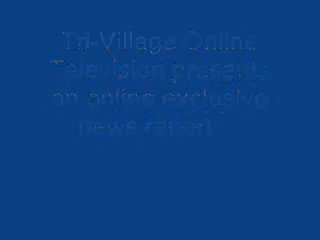 Tri-Village Online
Television presents
an online exclusive
news report